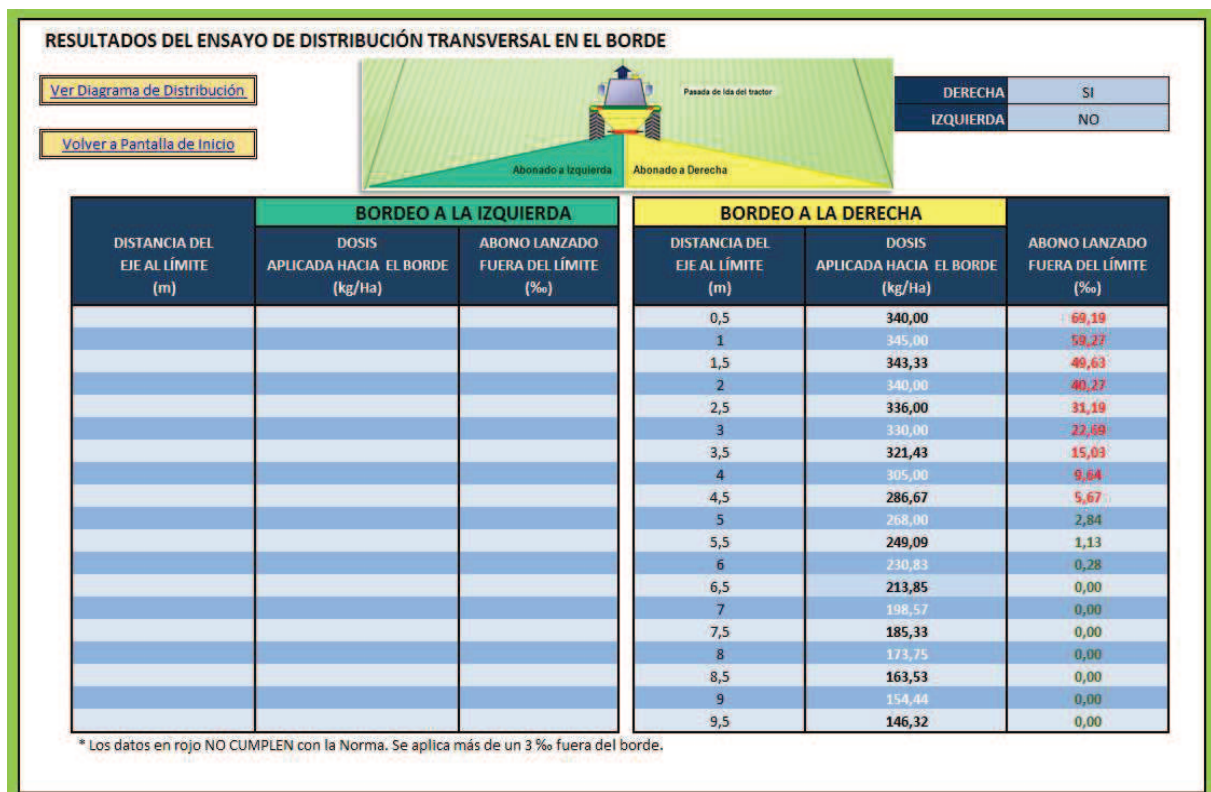 RESULTADOS DEL ENSAYO DE DISTRIBUCIÓN TRANSVERSAL EN EL BORDE
Ver Diagrama de Distribución
Volver a Pantalla de Inicio
Pasada de Ida del tractor
Abonado a Izquierda
Abonado a Derecha
DERECHA SI
IZQUIERDA NO
BORDEO A LA IZQUIERDA BORDEO A LA DERECHA
DISTANCIA DEL DOSIS ABONO LANZADO DISTANCIA DEL DOSIS ABONO LANZADO
EJE AL LÍMITE APLICADA HACIA EL BORDE FUERA DEL LÍMITE EJE AL LÍMITE APLICADA HACIA EL BORDE FUERA DEL LÍMITE
(m) (kg/Ha) (‰) (m) (kg/Ha) (‰)
0,5 340,00 69,19
1 345,00 59,27
1,5 343,33 49,63
2 340,00 40,27
2,5 336,00 31,19
3 330,00 22,69
3,5 321,43 15,03
4 305,00 9,64
4,5 286,67 5,67
5 268,00 2,84
5,5 249,09 1,13
6 230,83 0,28
6,5 213,85 0,00
7 198,57 0,00
7,5 185,33 0,00
8 173,75 0,00
8,5 163,53 0,00
9 154,44 0,00
9,5 146,32 0,00
* Los datos en rojo NO CUMPLEN con la Norma. Se aplica más de un 3 ‰ fuera del borde.